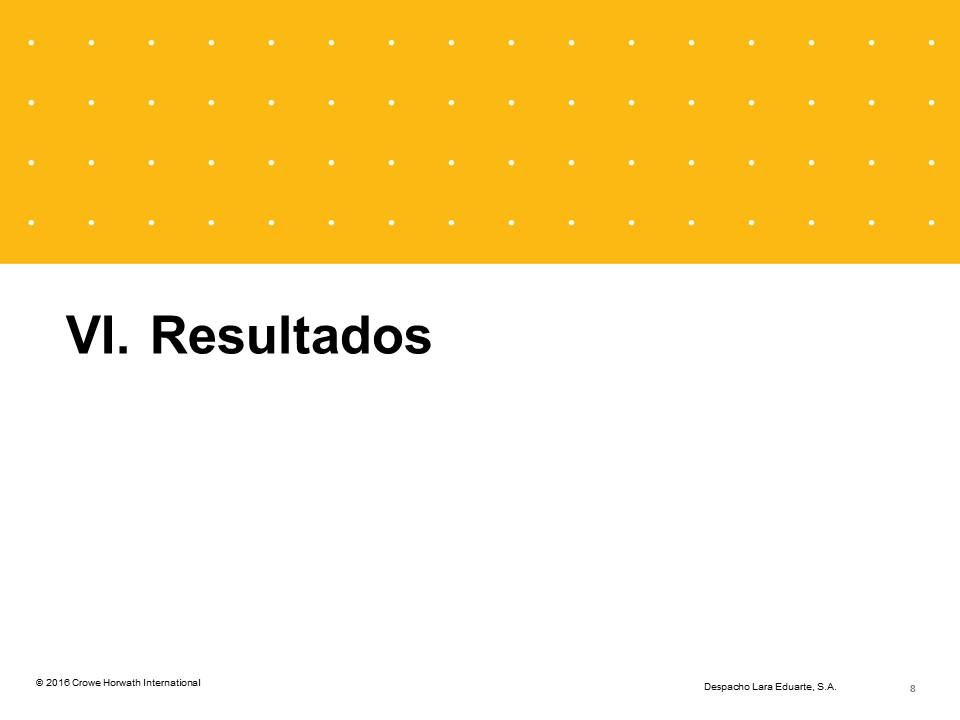 VI. Resultados
© 2016 Crowe Horwath International
Despacho Lara Eduarte, S.A.
8